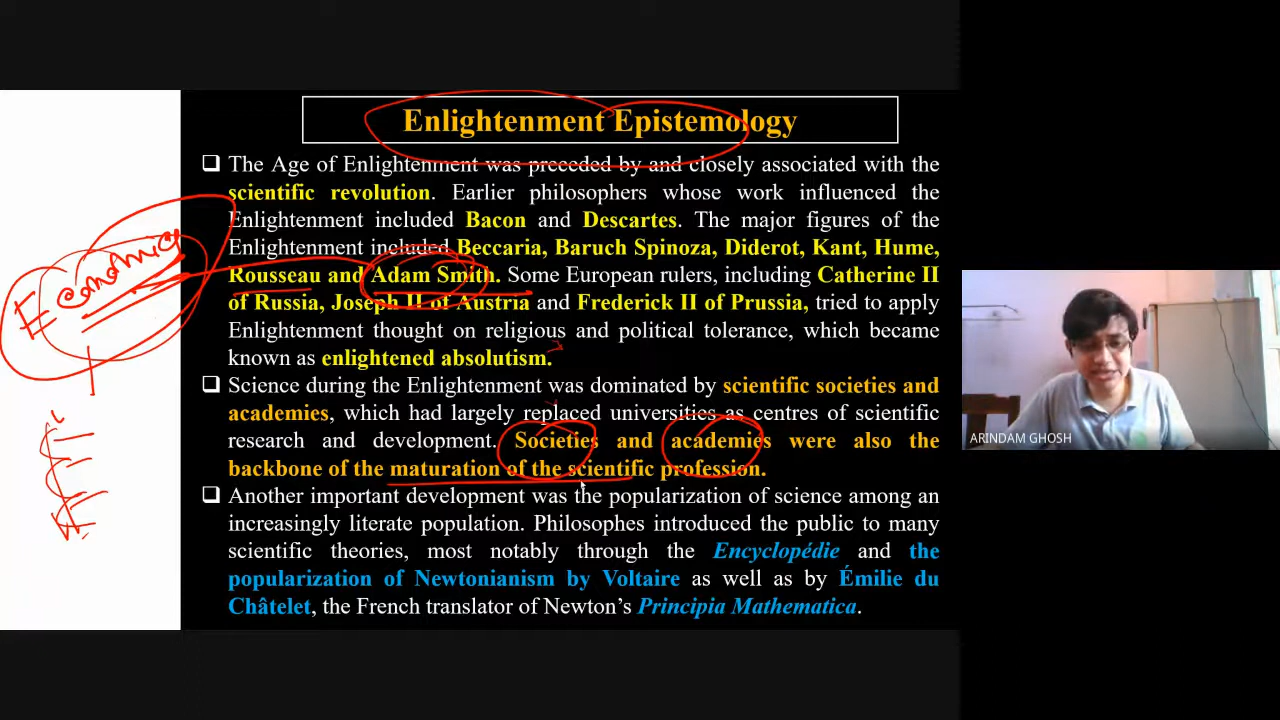 Enlightenment Epistemology
❑ The Age of Enlightenment was preceded by and closely associated with the
scientific revolution. Earlier philosophers whose work influenced the
Enlightenment included Bacon and Descartes. The major figures of the
Enlightenment included Beccaria, Baruch Spinoza, Diderot, Kant, Hume,
Rousseau and Adam Smith. Some European rulers, including Catherine II
of Russia, Joseph II of Austria and Frederick II of Prussia, tried to apply
Enlightenment thought on religious and political tolerance, which became
known as enlightened absolutism.
❑ Science during the Enlightenment was dominated by scientific societies and
academies, which had largely replaced universities as centres of scientific
research and development. Societies and academies were also the
backbone of the maturation of the scientific profession.
❑ Another important development was the popularization of science among an
increasingly literate population. Philosophes introduced the public to many
scientific theories, most notably through the Encyclopédie and the
popularization of Newtonianism by Voltaire as well as by Émilie du
Châtelet, the French translator of Newton's Principia Mathematica.
Economics
ARINDAM GHOSH